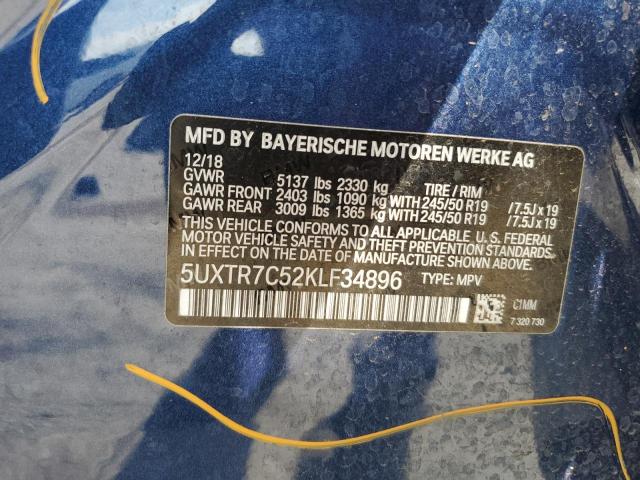 MFD BY BAYERISCHE MOTOREN WERKE AG
12/18
GVWR 5137 lbs 2330 kg TIRE / RIM
GAWR FRONT 2403 lbs 1090 kg WITH 245/50 R19 /7.5J x 19
GAWR REAR 3009 lbs 1365 kg WITH 245/50 R19 /7.5J x 19
THIS VEHICLE CONFORMS TO ALL APPLICABLE U. S. FEDERAL
MOTOR VEHICLE SAFETY, BUMPER, AND THEFT PREVENTION STANDARDS
IN EFFECT ON THE DATE OF MANUFACTURE SHOWN ABOVE.
5UXTR7C52KLF34896 TYPE: MPV
C1MM
7 320 730